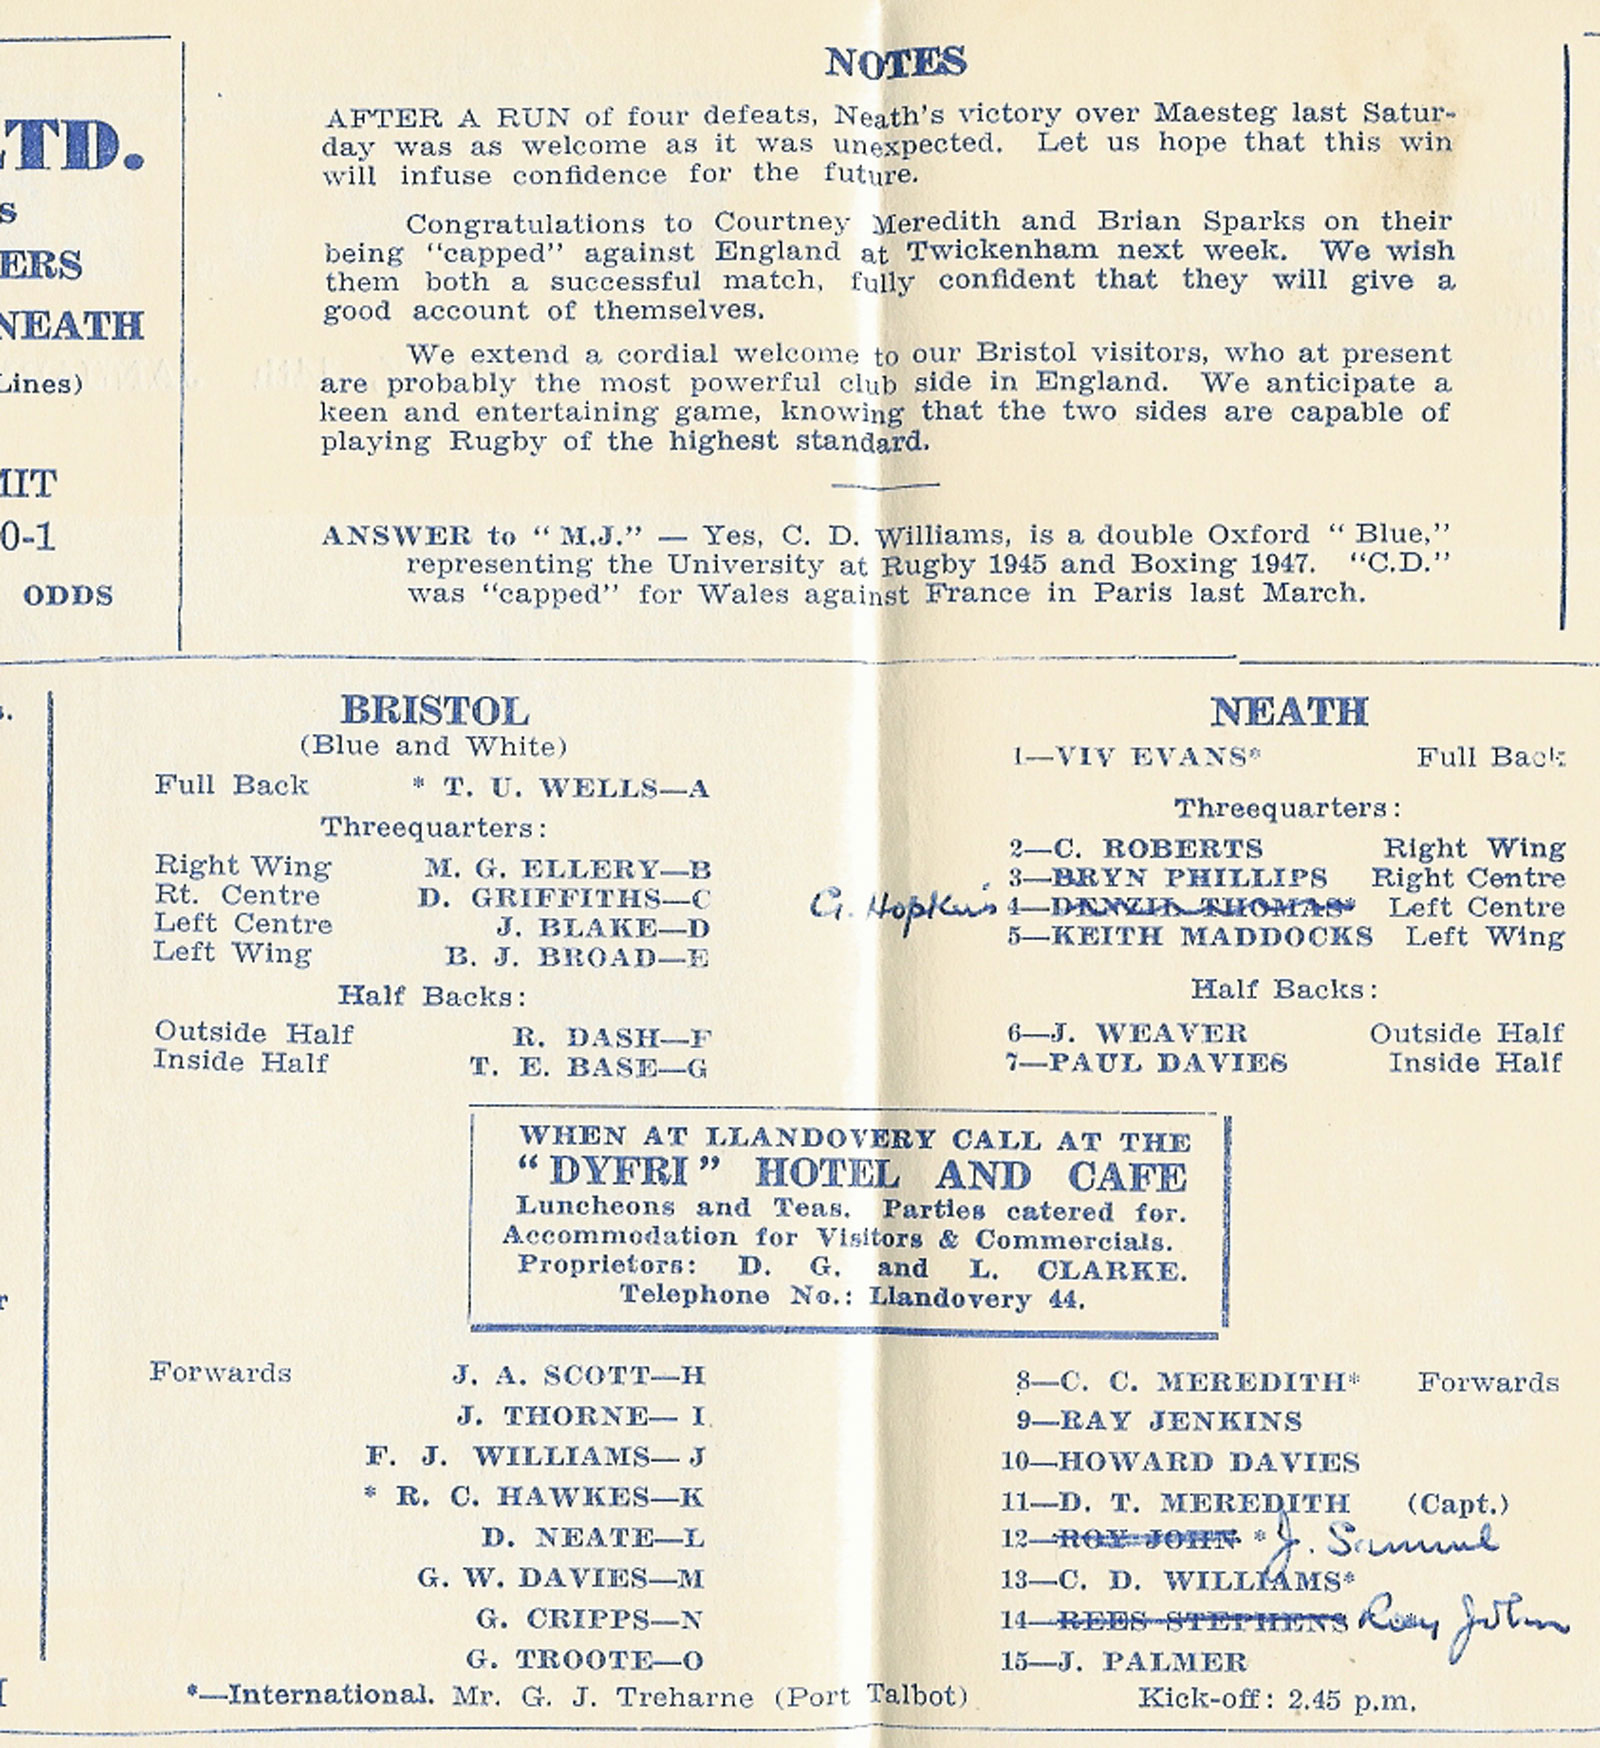 LTD.
ERS
NEATH
Lines)
MIT
0-1
ODDS
NOTES
AFTER A RUN of four defeats, Neath's victory over Maesteg last Satur-
day was as welcome as it was unexpected. Let us hope that this win
will infuse confidence for the future.
Congratulations to Courtney Meredith and Brian Sparks on their
being "capped" against England at Twickenham next week. We wish
them both a successful match, fully confident that they will give a
good account of themselves.
We extend a cordial welcome to our Bristol visitors, who at present
are probably the most powerful club side in England. We anticipate a
keen and entertaining game, knowing that the two sides are capable of
playing Rugby of the highest standard.
ANSWER to " M.J." — Yes, C. D. Williams, is a double Oxford " Blue,"
representing the University at Rugby 1945 and Boxing 1947. "C.D."
was "capped" for Wales against France in Paris last March.
BRISTOL
(Blue and White)
Full Back * T. U. WELLS—A
Threequarters:
Right Wing M. G. ELLERY—B
Rt. Centre D. GRIFFITHS—C
Left Centre J. BLAKE—D
Left Wing B. J. BROAD—E
Half Backs:
Outside Half R. DASH—F
Inside Half T. E. BASE—G
NEATH
1—VIV EVANS* Full Back
Threequarters:
2—C. ROBERTS Right Wing
3—BRYN PHILLIPS Right Centre
G. Hopkins 4—DENZIL THOMAS* Left Centre
5—KEITH MADDOCKS Left Wing
Half Backs:
6—J. WEAVER Outside Half
7—PAUL DAVIES Inside Half
WHEN AT LLANDOVERY CALL AT THE
"DYFRI" HOTEL AND CAFE
Luncheons and Teas. Parties catered for.
Accommodation for Visitors & Commercials.
Proprietors: D. G. and L. CLARKE.
Telephone No.: Llandovery 44.
Forwards J. A. SCOTT—H
J. THORNE— I
F. J. WILLIAMS— J
* R. C. HAWKES—K
D. NEATE—L
G. W. DAVIES—M
G. CRIPPS—N
G. TROOTE—O
8—C. C. MEREDITH* Forwards
9—RAY JENKINS
10—HOWARD DAVIES
11—D. T. MEREDITH (Capt.)
12—ROY JOHN * J. Samuel
13—C. D. WILLIAMS*
14—REES STEPHENS Roy John
15—J. PALMER
*—International. Mr. G. J. Treharne (Port Talbot)
Kick-off: 2.45 p.m.